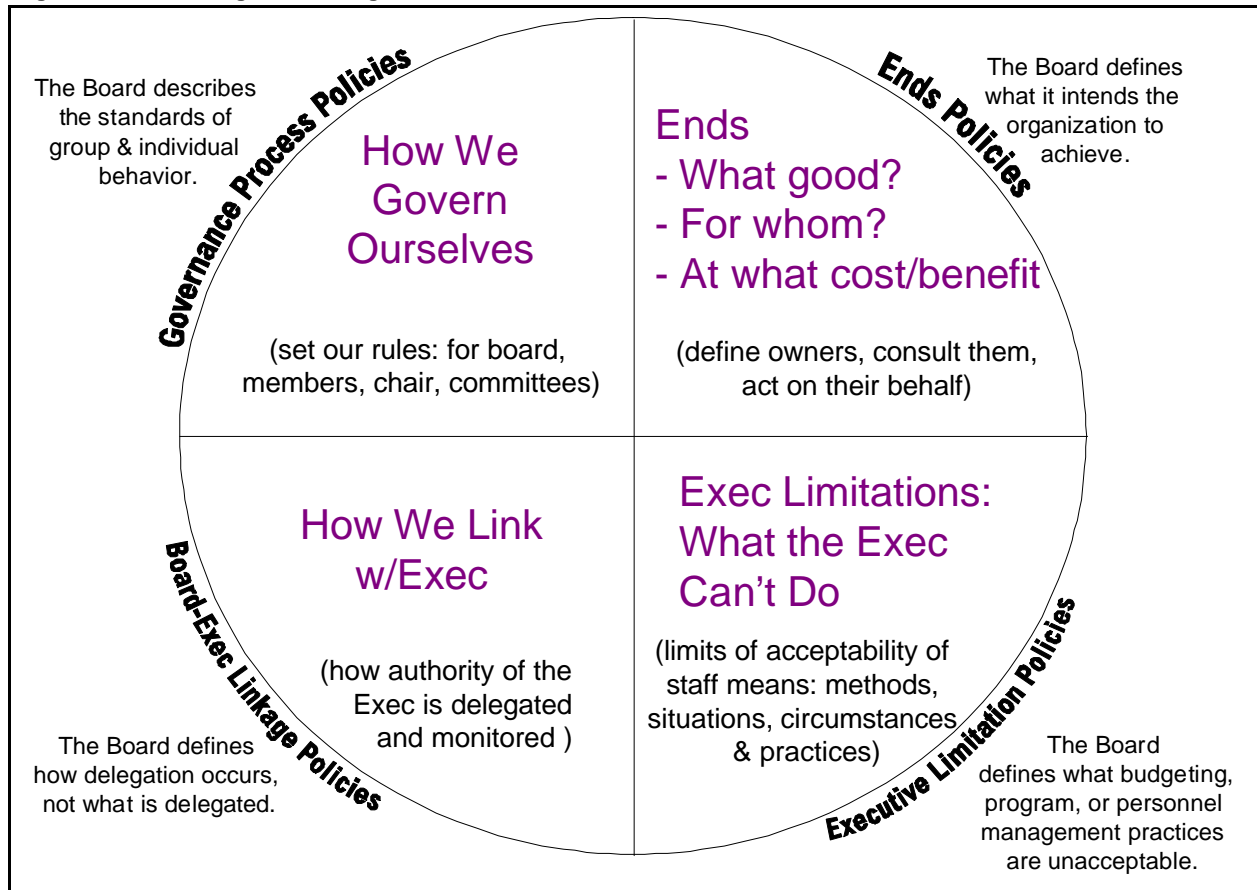 The Board describes
the standards of
group & individual
behavior.
Governance Process Policies
How We
Govern
Ourselves
(set our rules: for board,
members, chair, committees)
Ends Policies
The Board defines
what it intends the
organization to
achieve.
Ends
- What good?
- For whom?
- At what cost/benefit
(define owners, consult them,
act on their behalf)
How We Link
w/Exec
(how authority of the
Exec is delegated
and monitored )
Board-Exec Linkage Policies
The Board defines
how delegation occurs,
not what is delegated.
Exec Limitations:
What the Exec
Can't Do
(limits of acceptability of
staff means: methods,
situations, circumstances
& practices)
Executive Limitation Policies
The Board
defines what budgeting,
program, or personnel
management practices
are unacceptable.